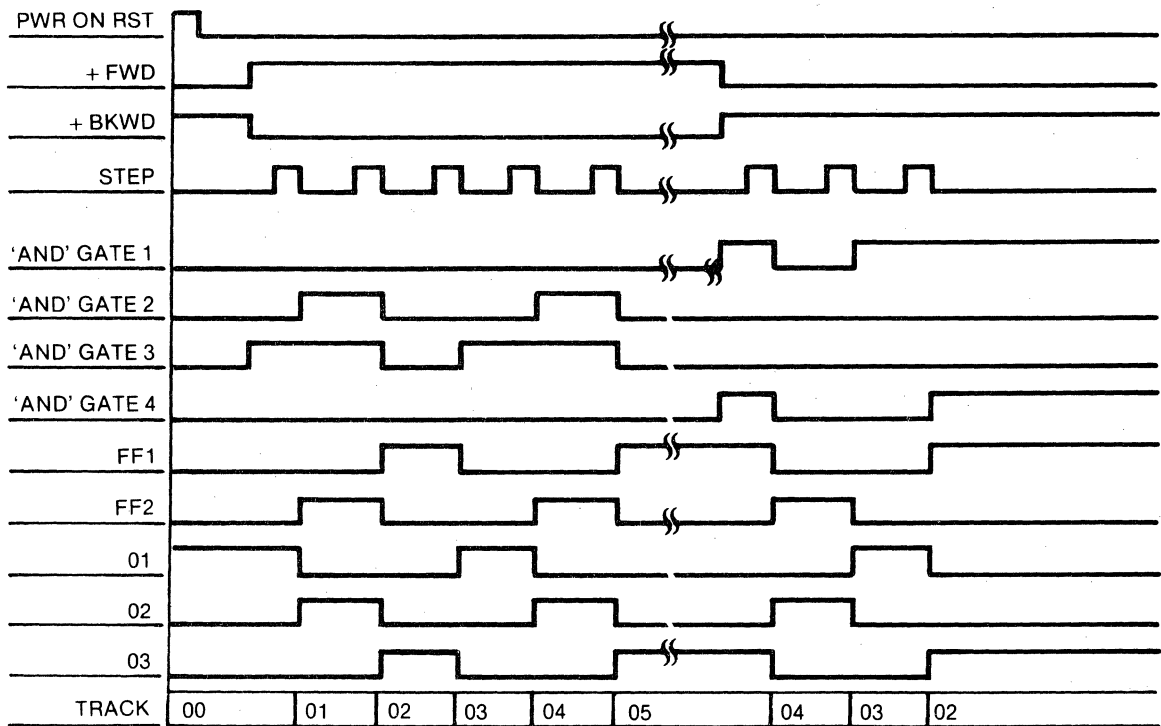 PWR ON RST
+ FWD
+ BKWD
STEP
'AND' GATE 1
'AND' GATE 2
'AND' GATE 3
'AND' GATE 4
FF1
FF2
01
02
03
TRACK 00 01 02 03 04 05 04 03 02